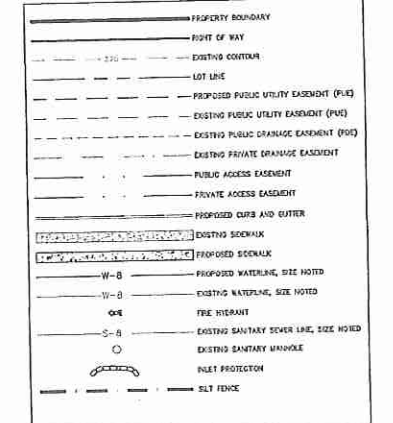 PROPERTY BOUNDARY
RIGHT OF WAY
EXISTING CONTOUR
LOT LINE
PROPOSED PUBLIC UTILITY EASEMENT (PUE)
EXISTING PUBLIC UTILITY EASEMENT (PUE)
EXISTING PUBLIC DRAINAGE EASEMENT (PDE)
EXISTING PRIVATE DRAINAGE EASEMENT
PUBLIC ACCESS EASEMENT
PRIVATE ACCESS EASEMENT
PROPOSED CURB AND GUTTER
EXISTING SIDEWALK
PROPOSED SIDEWALK
W-8 PROPOSED WATERLINE, SIZE NOTED
W-8 EXISTING WATERLINE, SIZE NOTED
FIRE HYDRANT
S-8 EXISTING SANITARY SEWER LINE, SIZE NOTED
EXISTING SANITARY MANHOLE
INLET PROTECTION
SILT FENCE